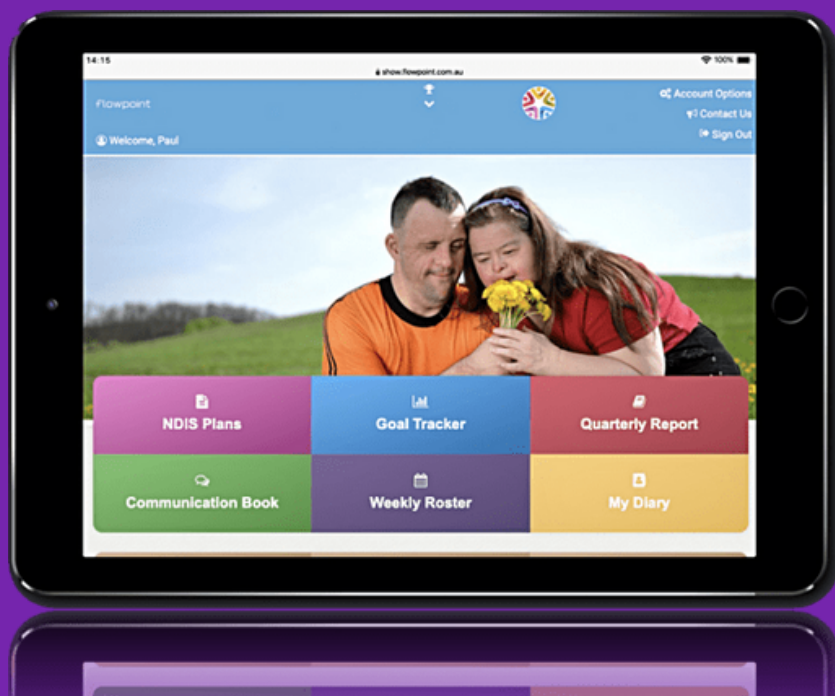 14:15
show.flowpoint.com.au
100%
flowpoint
Account Options
Contact Us
Sign Out
Welcome, Paul
NDIS Plans
Goal Tracker
Quarterly Report
Communication Book
Weekly Roster
My Diary